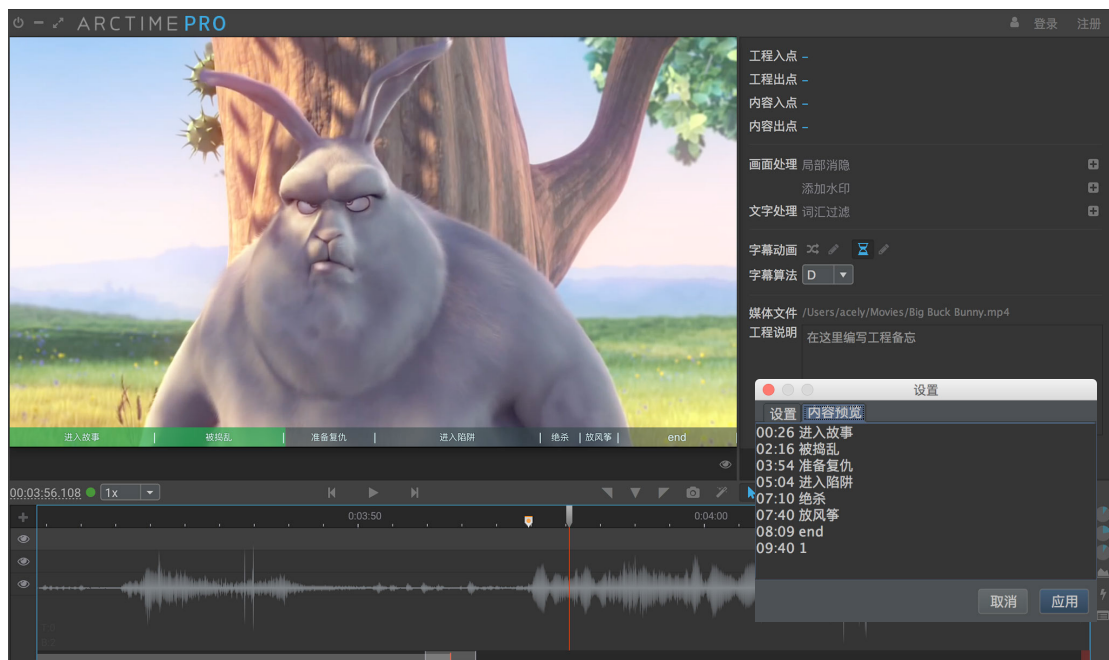 ARCTIME PRO
登录 注册
工程入点 –
工程出点 –
内容入点 –
内容出点 –
画面处理 局部消隐
添加水印
文字处理 词汇过滤
字幕动画
字幕算法 D
媒体文件 /Users/acely/Movies/Big Buck Bunny.mp4
工程说明 在这里编写工程备忘
进入故事 | 被捣乱 | 准备复仇 | 进入陷阱 | 绝杀 | 放风筝 | end
00:03:56.108 1x
0:03:50 0:04:00
设置
设置 内容预览
00:26 进入故事
02:16 被捣乱
03:54 准备复仇
05:04 进入陷阱
07:10 绝杀
07:40 放风筝
08:09 end
09:40 1
取消 应用